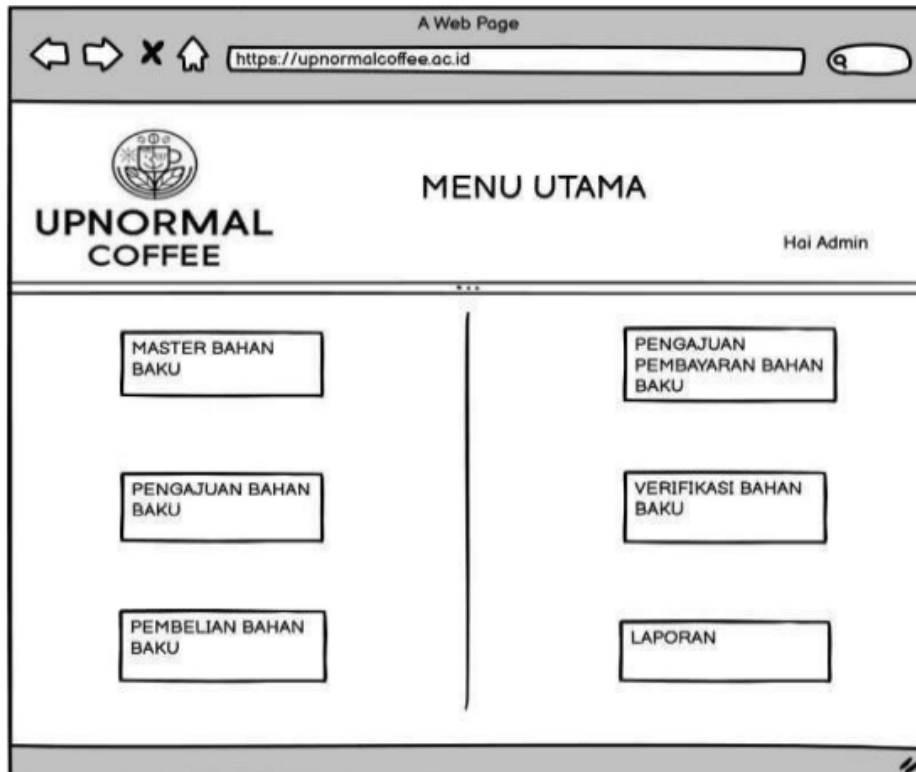 A Web Page
https://upnormalcoffee.ac.id
UPNORMAL
COFFEE
MENU UTAMA
Hai Admin
MASTER BAHAN
BAKU
PENGAJUAN BAHAN
BAKU
PEMBELIAN BAHAN
BAKU
PENGAJUAN
PEMBAYARAN BAHAN
BAKU
VERIFIKASI BAHAN
BAKU
LAPORAN